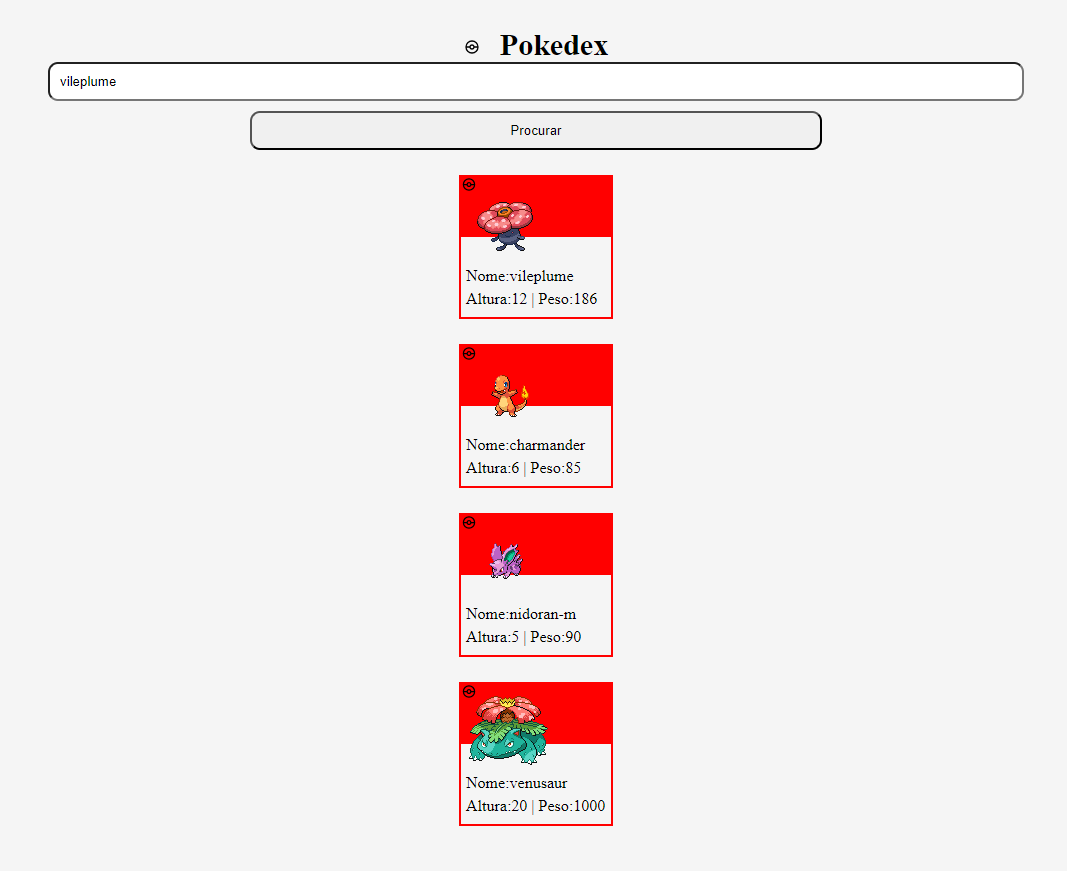 Pokedex
vileplume
Procurar
Nome:vileplume
Altura:12 | Peso:186
Nome:charmander
Altura:6 | Peso:85
Nome:nidoran-m
Altura:5 | Peso:90
Nome:venusaur
Altura:20 | Peso:1000